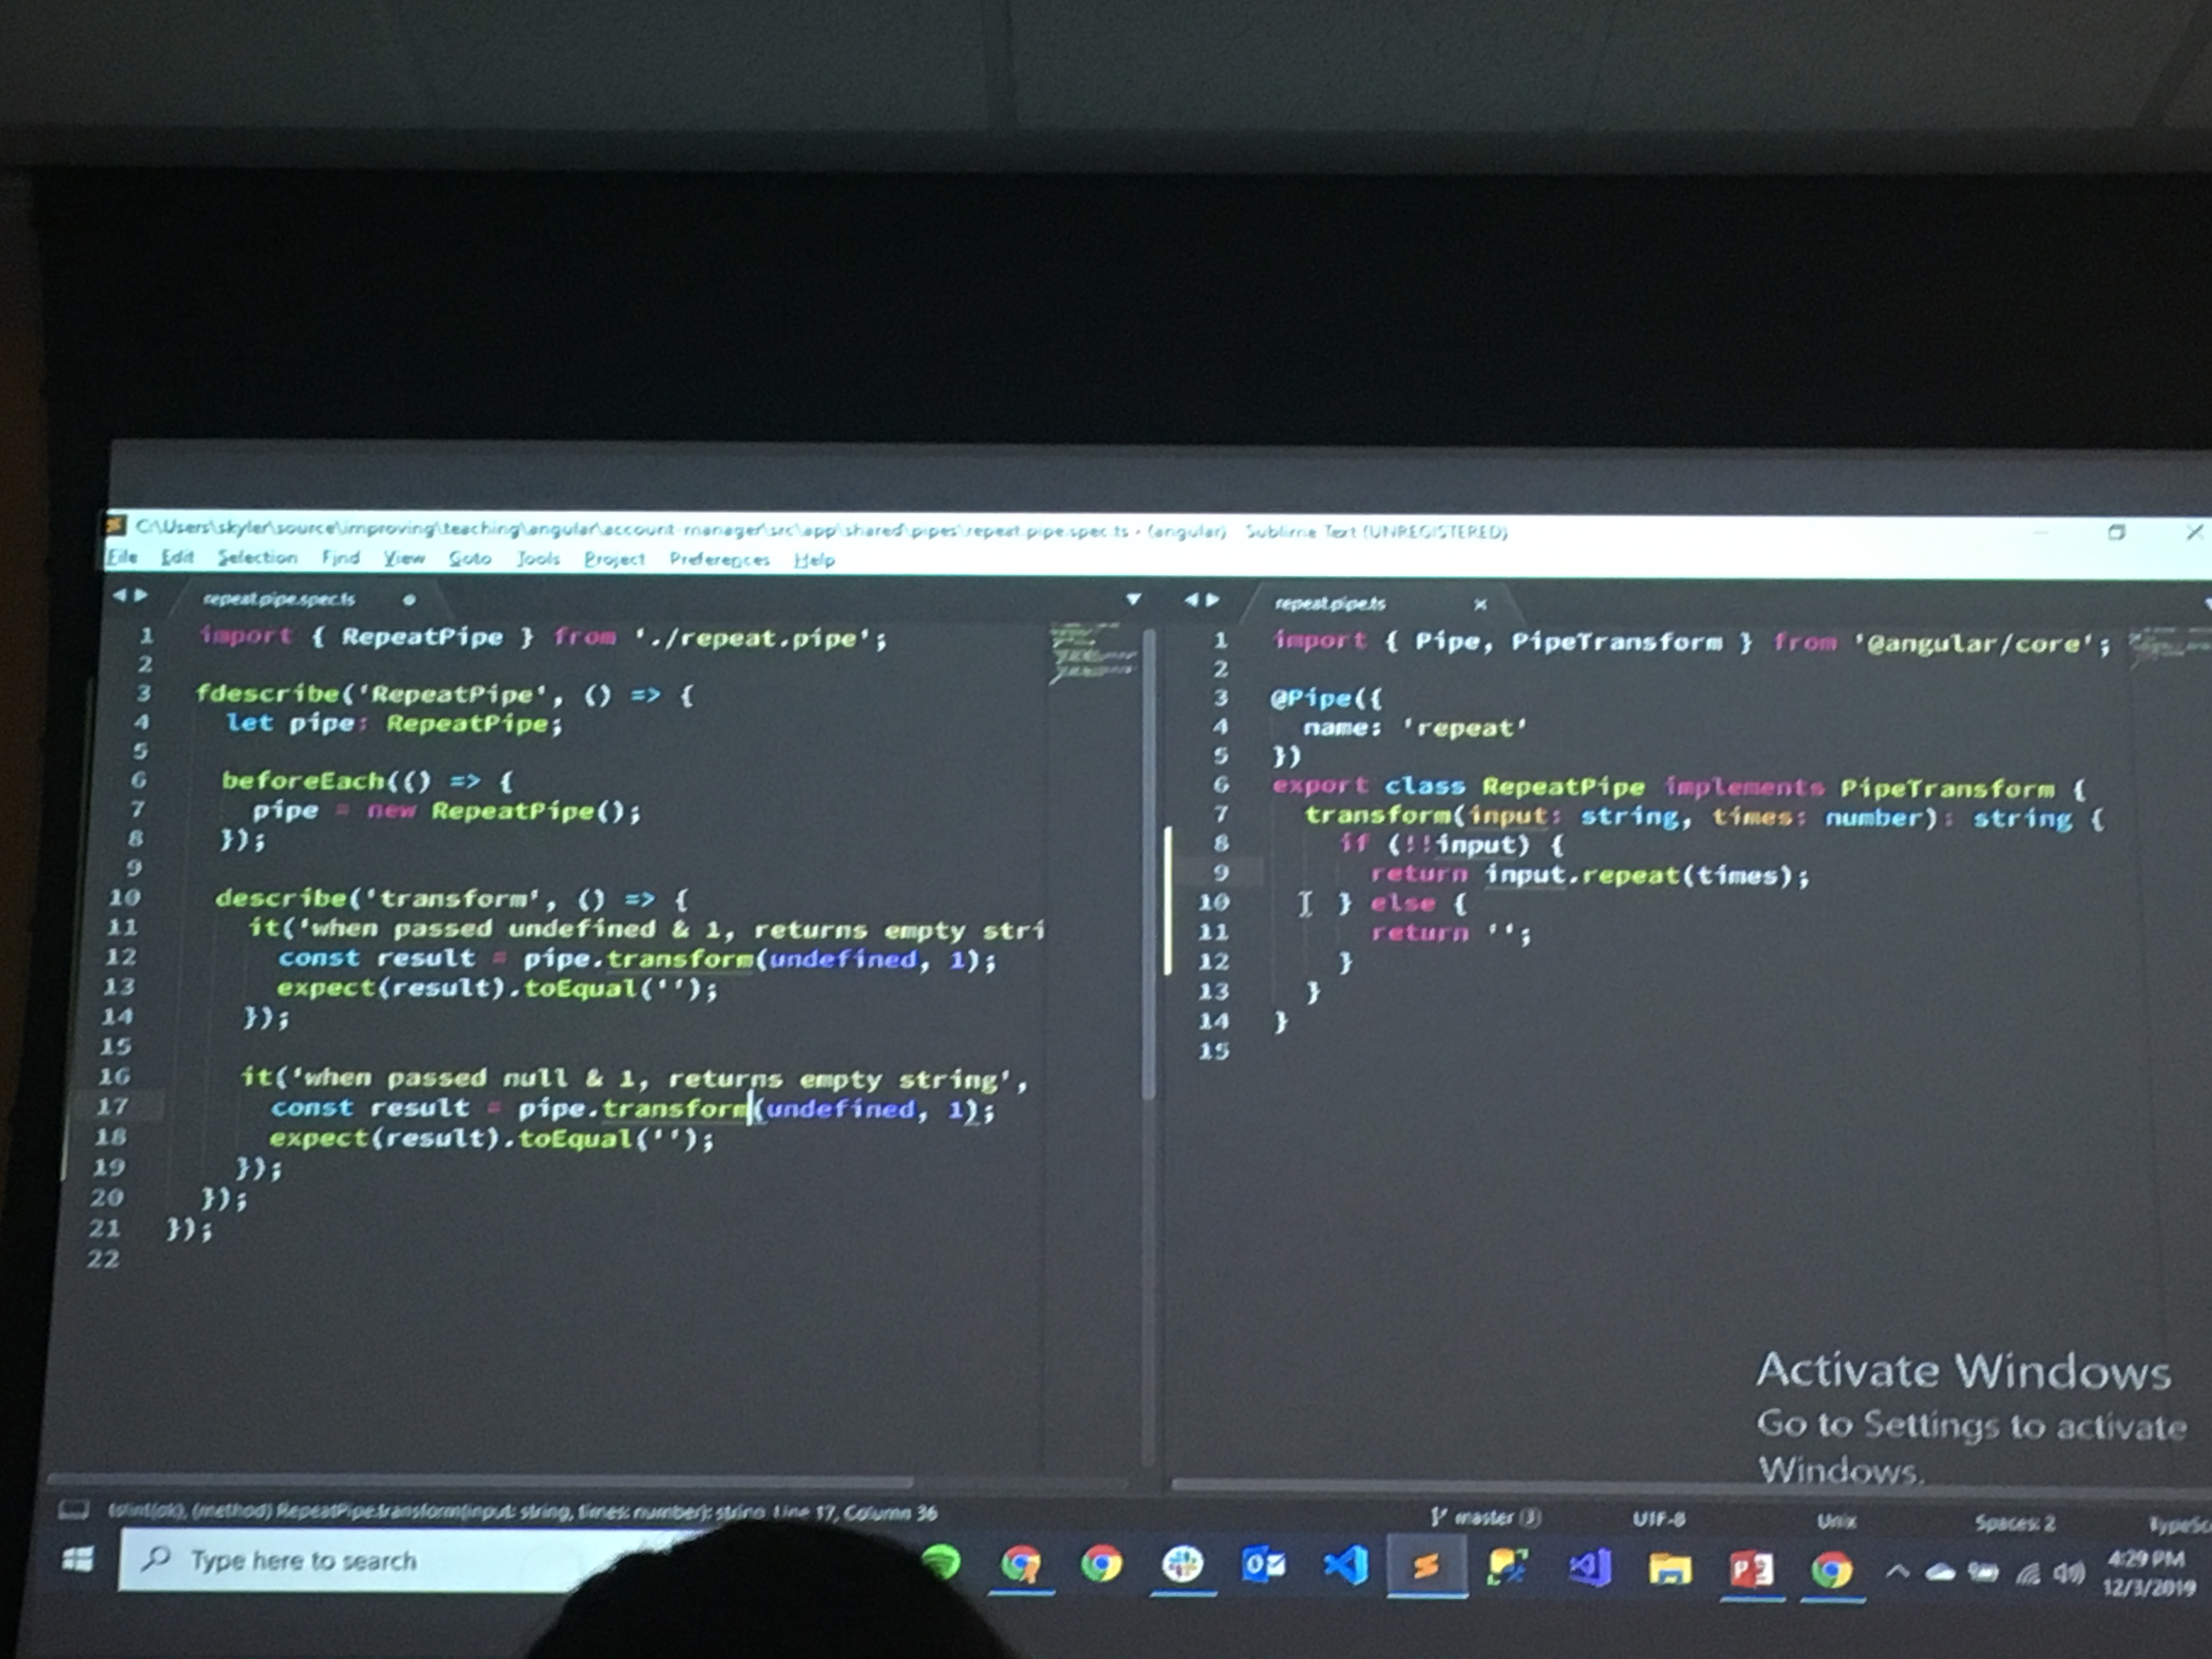 C:\Users\skyler\source\improving\teaching\angular\account-manager\src\app\shared\pipes\repeat.pipe.spec.ts - (angular) - Sublime Text (UNREGISTERED)
File Edit Selection Find View Goto Tools Project Preferences Help
repeat.pipe.spec.ts
1 import { RepeatPipe } from './repeat.pipe';
2
3 fdescribe('RepeatPipe', () => {
4 let pipe: RepeatPipe;
5
6 beforeEach(() => {
7 pipe = new RepeatPipe();
8 });
9
10 describe('transform', () => {
11 it('when passed undefined & 1, returns empty stri
12 const result = pipe.transform(undefined, 1);
13 expect(result).toEqual('');
14 });
15
16 it('when passed null & 1, returns empty string',
17 const result = pipe.transform(undefined, 1);
18 expect(result).toEqual('');
19 });
20 });
21 });
22
repeat.pipe.ts
1 import { Pipe, PipeTransform } from '@angular/core';
2
3 @Pipe({
4 name: 'repeat'
5 })
6 export class RepeatPipe implements PipeTransform {
7 transform(input: string, times: number): string {
8 if (!!input) {
9 return input.repeat(times);
10 } else {
11 return '';
12 }
13 }
14 }
15
Activate Windows
Go to Settings to activate
Windows.
tslint(ok), (method) RepeatPipe.transform(input: string, times: number): string, Line 17, Column 36
master (3) UTF-8 Unix Spaces: 2 TypeSc
Type here to search
4:29 PM
12/3/2019